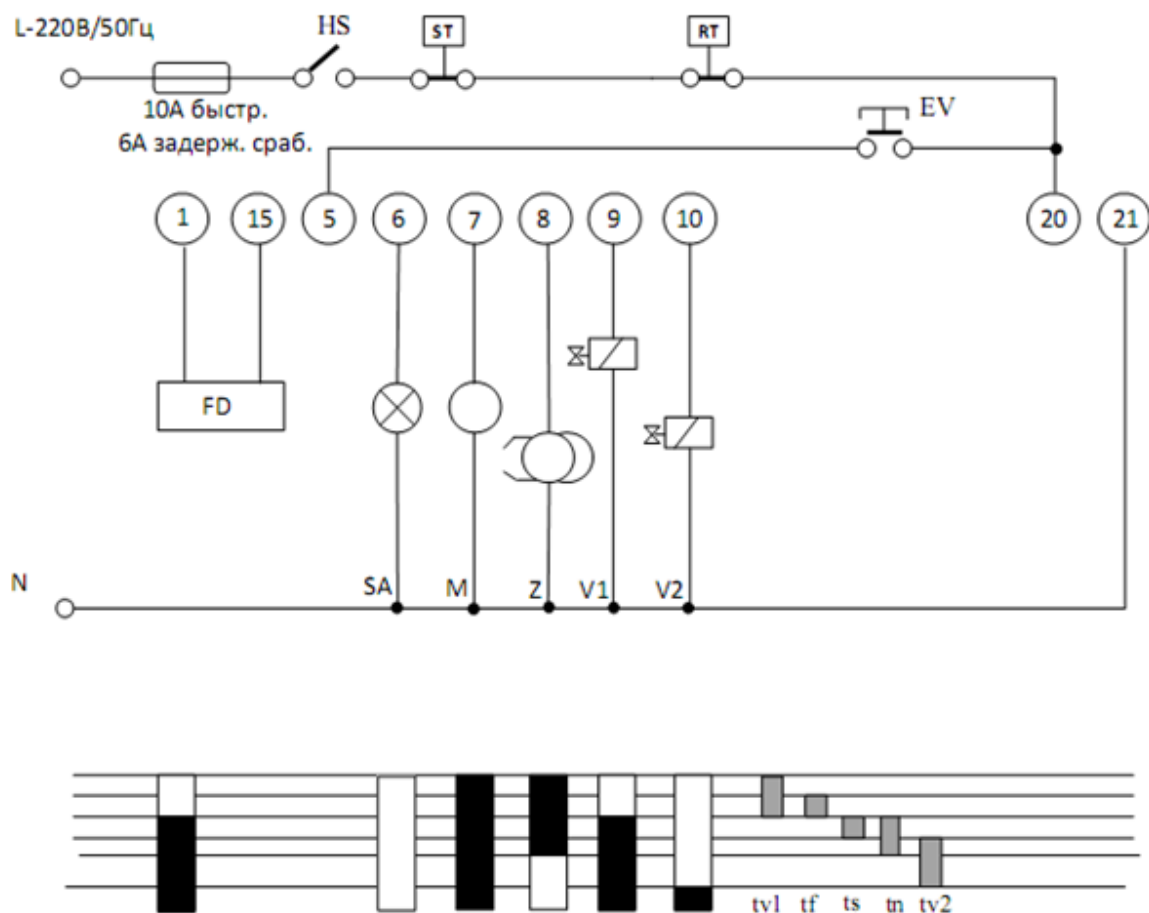 L-220В/50Гц
HS
ST
RT
10А быстр.
6А задерж. сраб.
EV
1
15
5
6
7
8
9
10
20
21
FD
N
SA
M
Z
V1
V2
tv1
tf
ts
tn
tv2